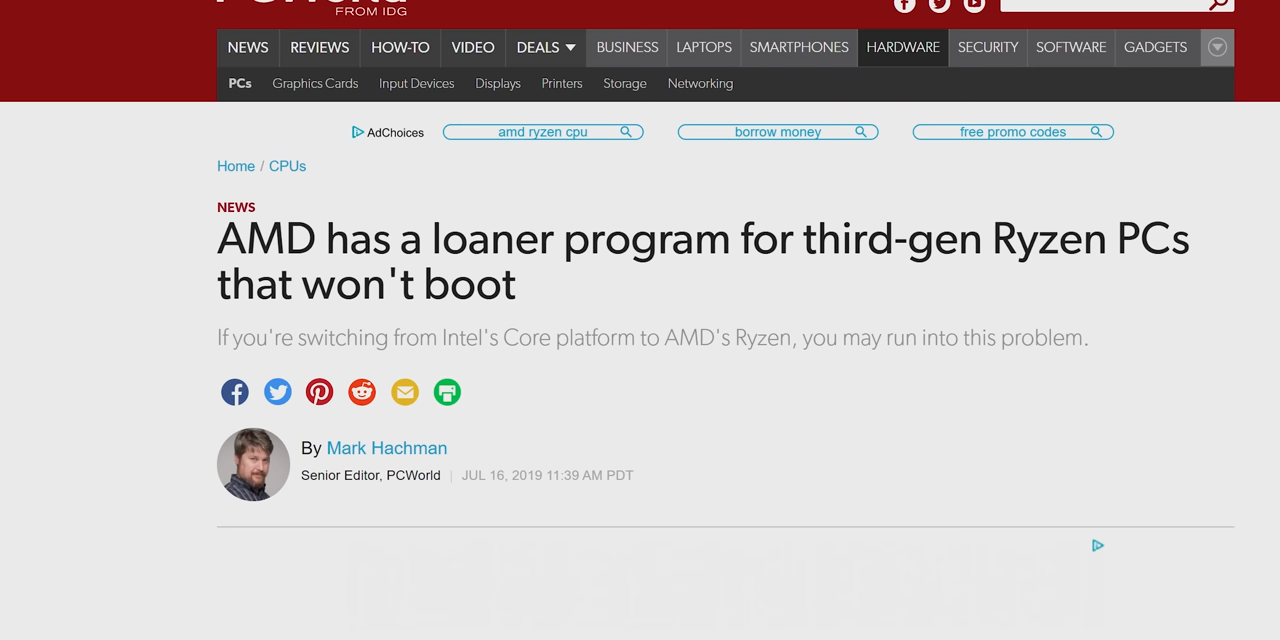 FROM IDG
NEWS REVIEWS HOW-TO VIDEO DEALS BUSINESS LAPTOPS SMARTPHONES HARDWARE SECURITY SOFTWARE GADGETS
PCs Graphics Cards Input Devices Displays Printers Storage Networking
AdChoices amd ryzen cpu borrow money free promo codes
Home / CPUs
NEWS
AMD has a loaner program for third-gen Ryzen PCs
that won't boot
If you're switching from Intel's Core platform to AMD's Ryzen, you may run into this problem.
By Mark Hachman
Senior Editor, PCWorld | JUL 16, 2019 11:39 AM PDT